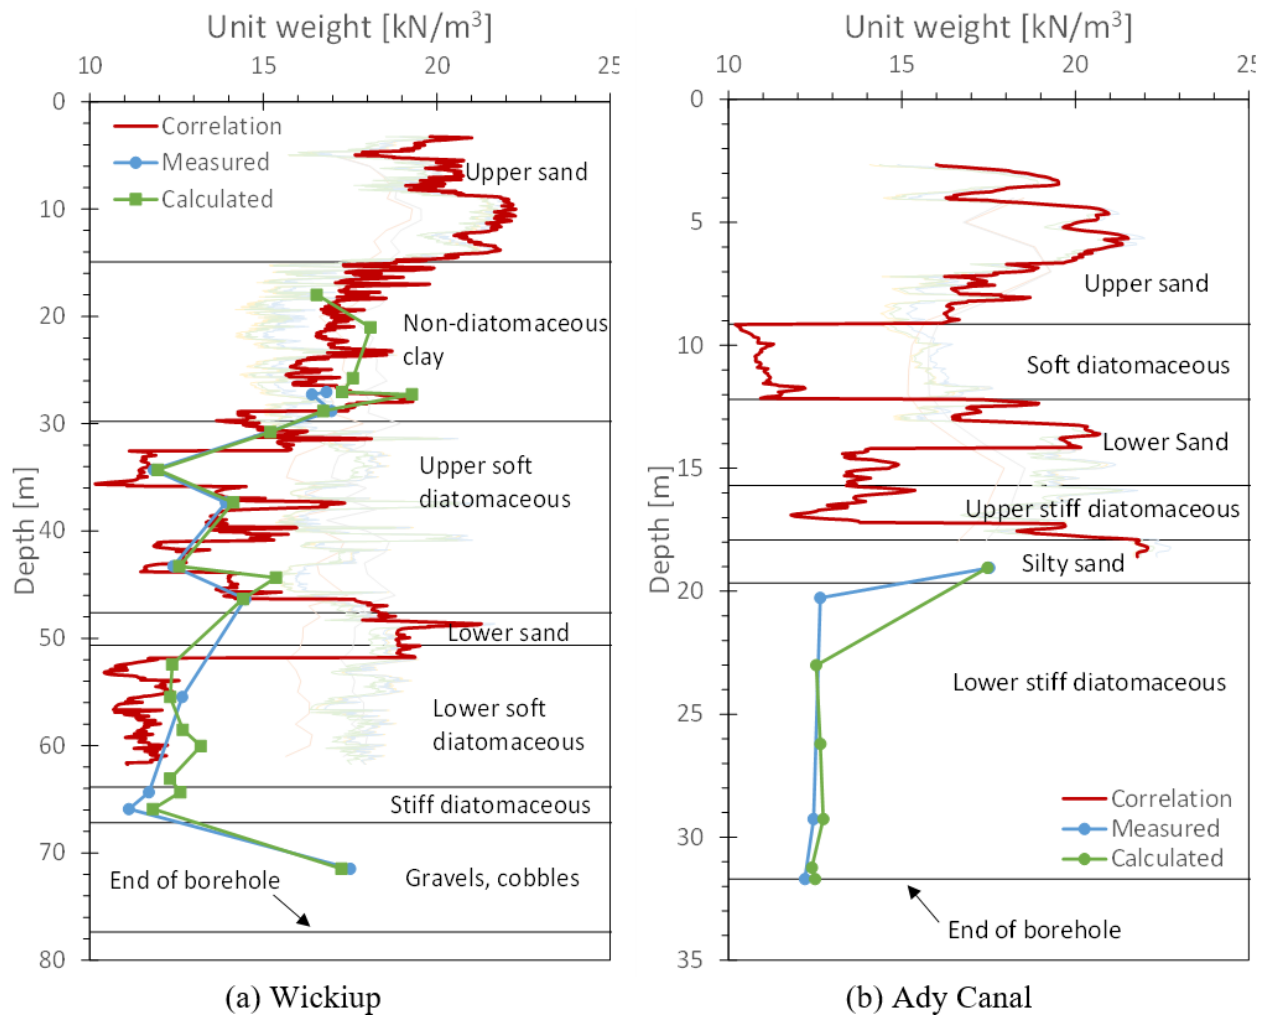 Unit weight [kN/m³]
10 15 20 25
0
10
20
30
40
50
60
70
80
Depth [m]
Correlation
Measured
Calculated
Upper sand
Non-diatomaceous
clay
Upper soft
diatomaceous
Lower sand
Lower soft
diatomaceous
Stiff diatomaceous
Gravels, cobbles
End of borehole
(a) Wickiup
Unit weight [kN/m³]
10 15 20 25
0
5
10
15
20
25
30
35
Depth [m]
Upper sand
Soft diatomaceous
Lower Sand
Upper stiff diatomaceous
Silty sand
Lower stiff diatomaceous
Correlation
Measured
Calculated
End of borehole
(b) Ady Canal